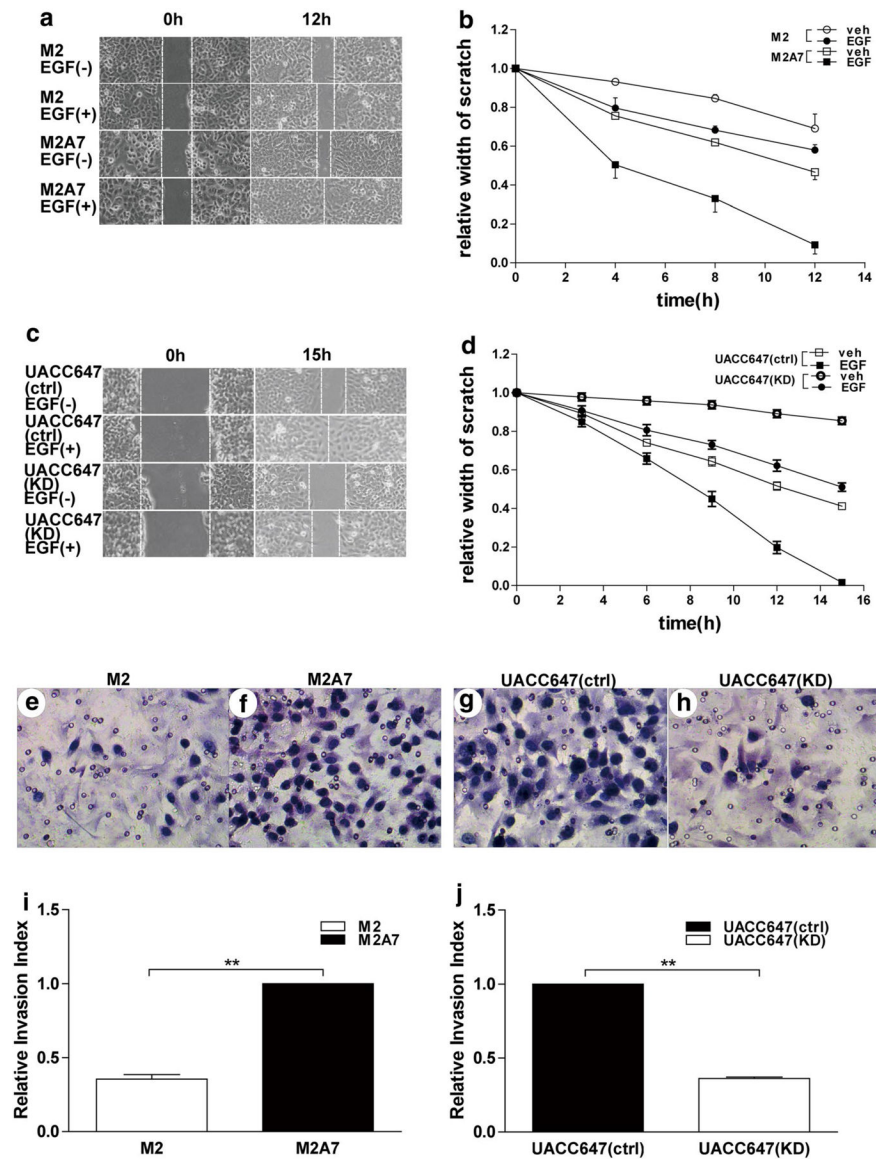 a
0h 12h
M2
EGF(-)
M2
EGF(+)
M2A7
EGF(-)
M2A7
EGF(+)
b
relative width of scratch
1.2
1.0
0.8
0.6
0.4
0.2
0.0
0 2 4 6 8 10 12 14
time(h)
M2 veh
EGF
M2A7 veh
EGF
c
0h 15h
UACC647
(ctrl)
EGF(-)
UACC647
(ctrl)
EGF(+)
UACC647
(KD)
EGF(-)
UACC647
(KD)
EGF(+)
d
relative width of scratch
1.2
1.0
0.8
0.6
0.4
0.2
0.0
0 2 4 6 8 10 12 14 16
time(h)
UACC647(ctrl) veh
EGF
UACC647(KD) veh
EGF
M2 M2A7 UACC647(ctrl) UACC647(KD)
e f g h
i
Relative Invasion Index
1.5
1.0
0.5
0.0
M2
M2A7
**
M2 M2A7
j
Relative Invasion Index
1.5
1.0
0.5
0.0
UACC647(ctrl)
UACC647(KD)
**
UACC647(ctrl) UACC647(KD)